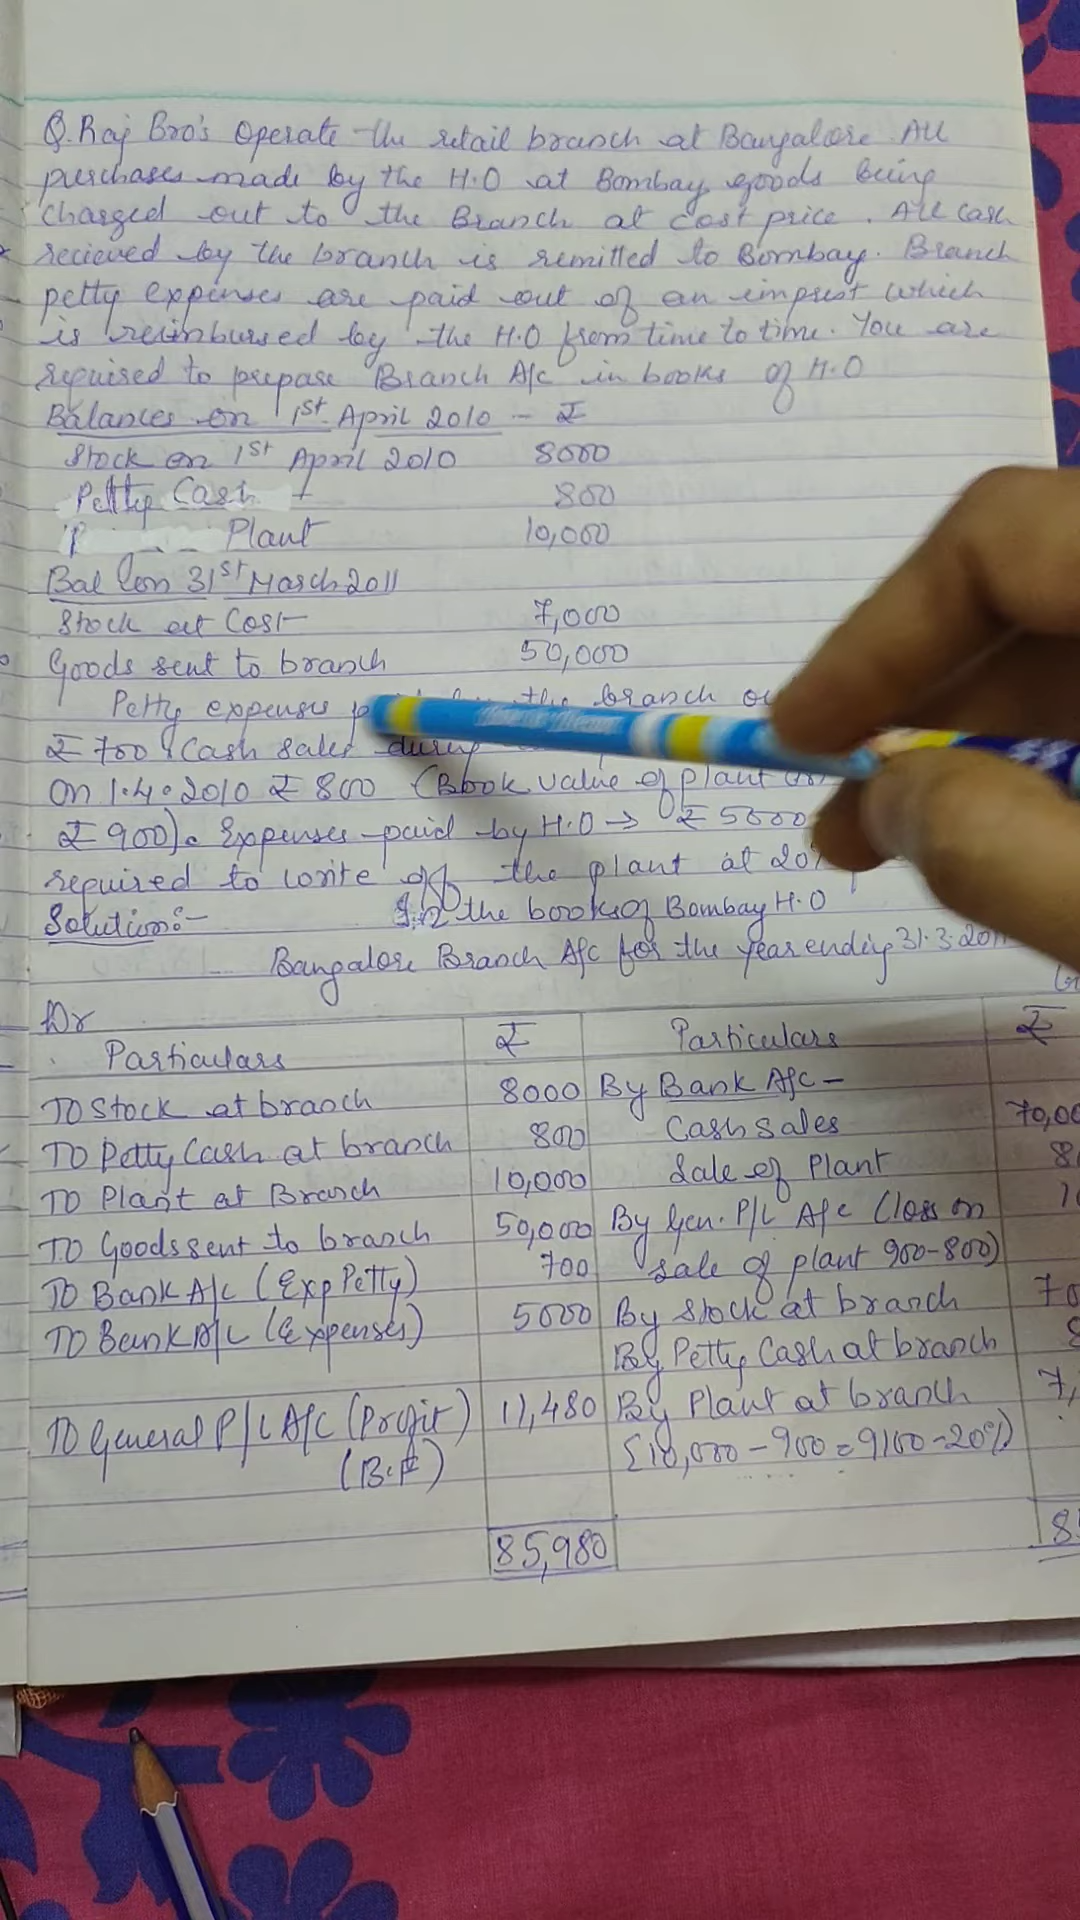 Q. Raj Bro's Operate the retail branch at Bangalore. All
purchases made by the H.O at Bombay, goods being
charged out to the Branch at cost price. All cash
recieved by the branch is remitted to Bombay. Branch
petty expenses are paid out of an imprest which
is reimbursed by the H.O from time to time. You are
required to prepare Branch A/c in books of H.O
Balances on 1st April 2010 - ₹
Stock on 1st April 2010 8000
Petty Cash 800
P Plant 10,000
Bal on 31st March 2011
Stock at Cost 7,000
Goods sent to branch 50,000
Petty expenses the branch
₹ 700 & Cash sales
On 1.4.2010 ₹ 800 (Book value of plant on
₹ 900). Expenses paid by H.O → ₹ 5000
required to write off the plant at 20%
Solution:- In the books of Bombay H.O
Bangalore Branch A/c for the year ending 31.3.2011
Dr
Particulars ₹ Particulars ₹
TO Stock at branch 8000 By Bank A/c -
TO Petty Cash at branch 800 Cash sales
TO Plant at Branch 10,000 Sale of Plant
TO Goods sent to branch 50,000 By Gen. P/L A/c (loss on
TO Bank A/c (Exp Petty) 700 sale of plant 900-800)
TO Bank A/c (Expenses) 5000 By Stock at branch
By Petty Cash at branch
TO General P/L A/c (Profit) 11,480 By Plant at branch
(B.F) {10,000 - 900 = 9100 - 20%}
85,980